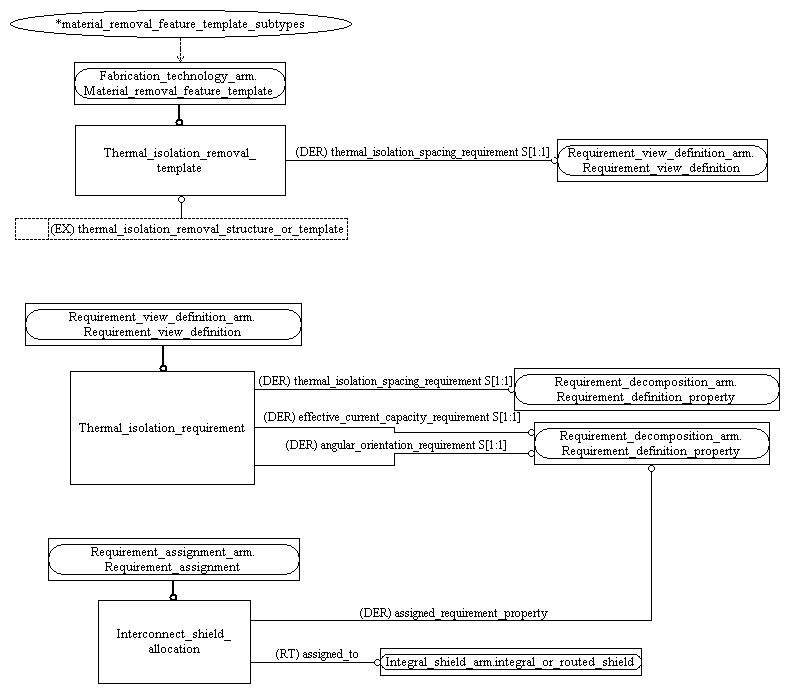 *material_removal_feature_template_subtypes
Fabrication_technology_arm.
Material_removal_feature_template
Thermal_isolation_removal_
template
(DER) thermal_isolation_spacing_requirement S[1:1]
Requirement_view_definition_arm.
Requirement_view_definition
(EX) thermal_isolation_removal_structure_or_template
Requirement_view_definition_arm.
Requirement_view_definition
Thermal_isolation_requirement
(DER) thermal_isolation_spacing_requirement S[1:1]
Requirement_decomposition_arm.
Requirement_definition_property
(DER) effective_current_capacity_requirement S[1:1]
(DER) angular_orientation_requirement S[1:1]
Requirement_decomposition_arm.
Requirement_definition_property
Requirement_assignment_arm.
Requirement_assignment
Interconnect_shield_
allocation
(DER) assigned_requirement_property
(RT) assigned_to
Integral_shield_arm.integral_or_routed_shield